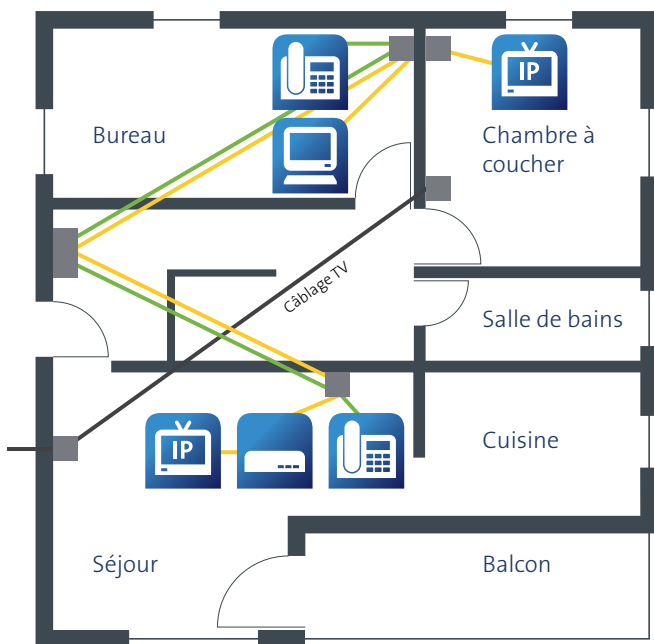 IP
Bureau
Chambre à
coucher
Câblage TV
Salle de bains
IP
Cuisine
Séjour
Balcon